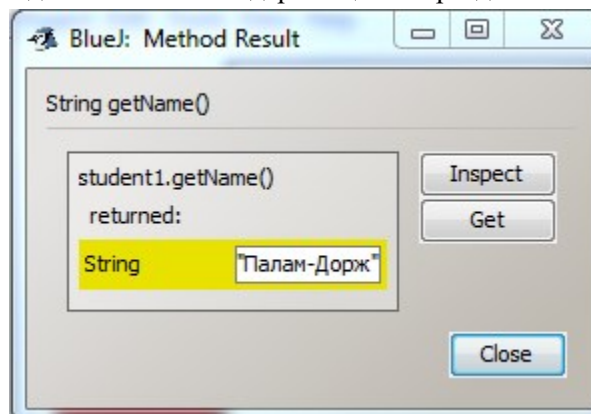 BlueJ: Method Result
String getName()
student1.getName()
returned:
String "Палам-Дорж"
Inspect
Get
Close